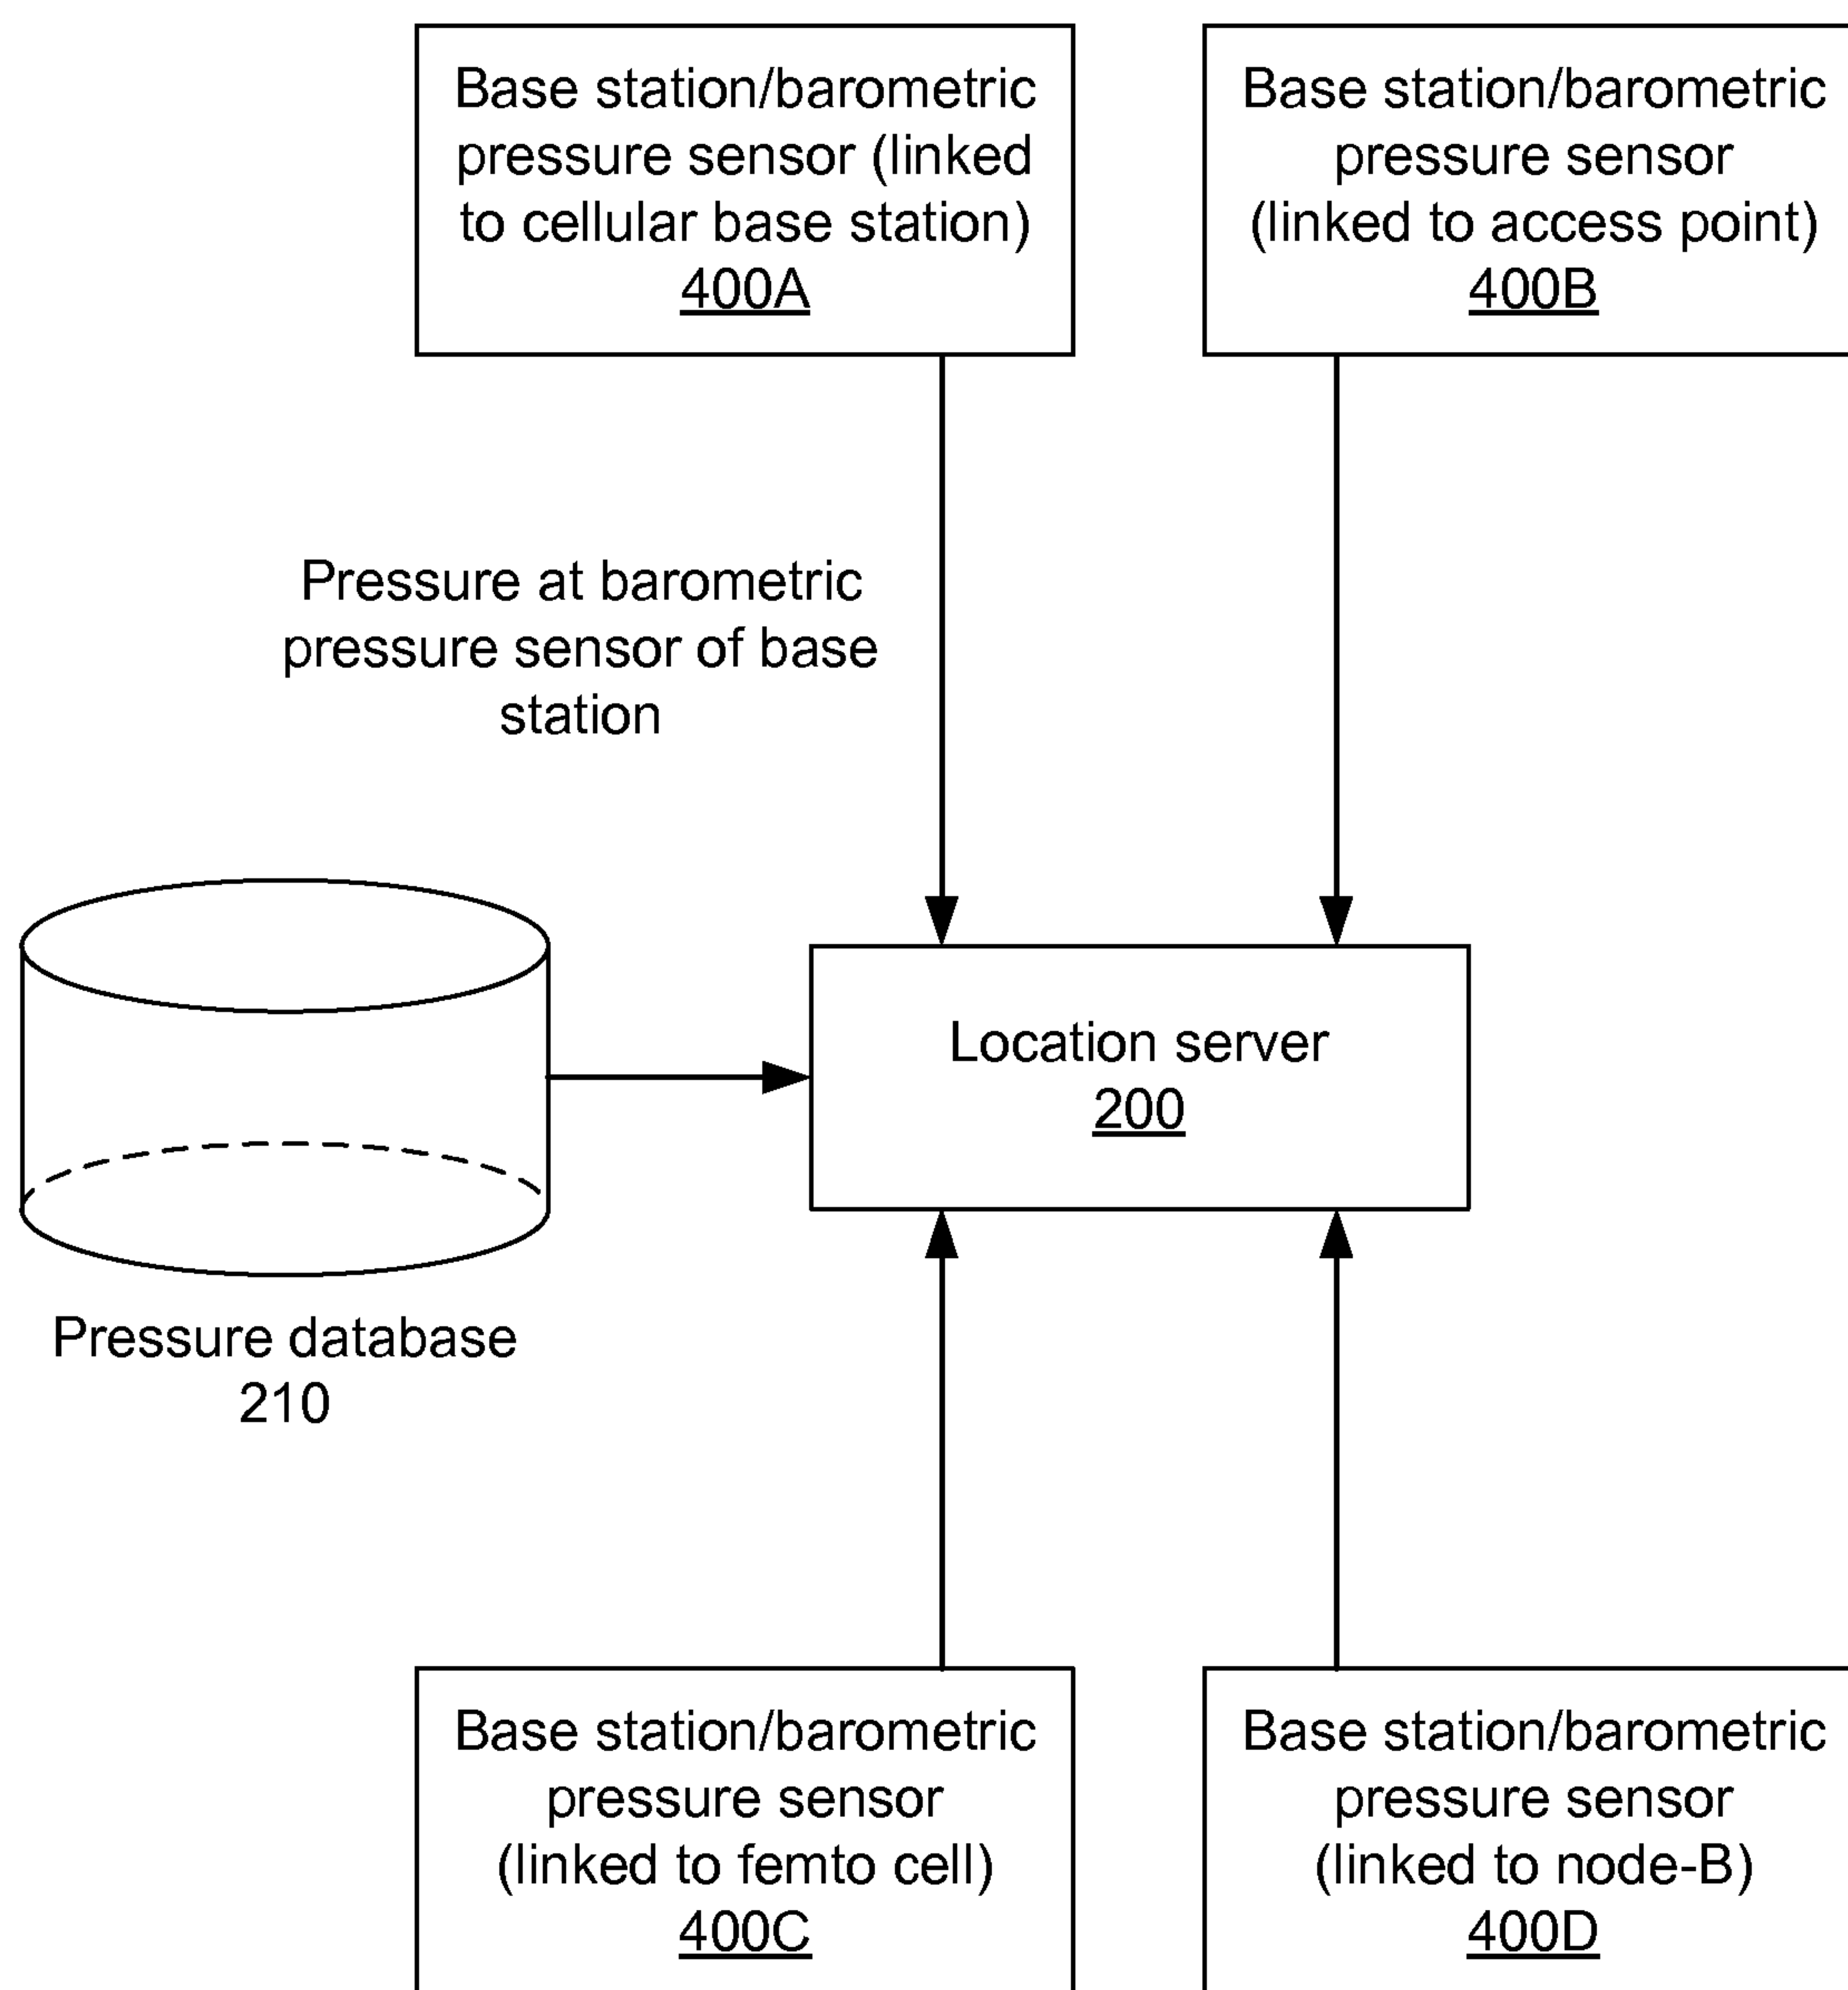 Base station/barometric
pressure sensor (linked
to cellular base station)
400A
Base station/barometric
pressure sensor
(linked to access point)
400B
Pressure at barometric
pressure sensor of base
station
Location server
200
Pressure database
210
Base station/barometric
pressure sensor
(linked to femto cell)
400C
Base station/barometric
pressure sensor
(linked to node-B)
400D